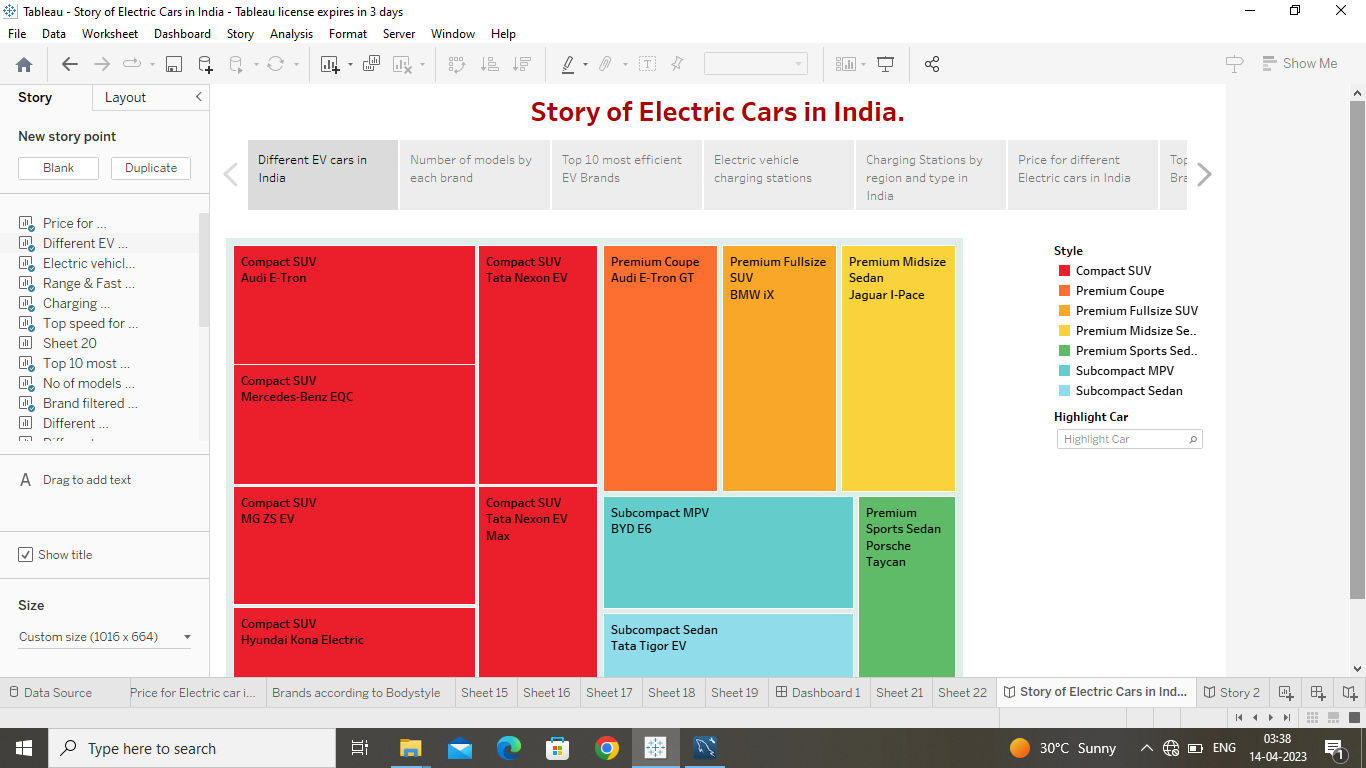 Tableau - Story of Electric Cars in India - Tableau license expires in 3 days
File Data Worksheet Dashboard Story Analysis Format Server Window Help
Show Me
Story Layout
New story point
Blank Duplicate
Price for ...
Different EV ...
Electric vehicl...
Range & Fast ...
Charging ...
Top speed for ...
Sheet 20
Top 10 most ...
No of models ...
Brand filtered ...
Different ...
A Drag to add text
Show title
Size
Custom size (1016 x 664)
Story of Electric Cars in India.
Different EV cars in
India
Number of models by
each brand
Top 10 most efficient
EV Brands
Electric vehicle
charging stations
Charging Stations by
region and type in
India
Price for different
Electric cars in India
Top
Bra
Compact SUV
Audi E-Tron
Compact SUV
Tata Nexon EV
Premium Coupe
Audi E-Tron GT
Premium Fullsize
SUV
BMW iX
Premium Midsize
Sedan
Jaguar I-Pace
Compact SUV
Mercedes-Benz EQC
Compact SUV
MG ZS EV
Compact SUV
Tata Nexon EV
Max
Subcompact MPV
BYD E6
Premium
Sports Sedan
Porsche
Taycan
Compact SUV
Hyundai Kona Electric
Subcompact Sedan
Tata Tigor EV
Style
Compact SUV
Premium Coupe
Premium Fullsize SUV
Premium Midsize Se..
Premium Sports Sed..
Subcompact MPV
Subcompact Sedan
Highlight Car
Highlight Car
Data Source Price for Electric car i... Brands according to Bodystyle Sheet 15 Sheet 16 Sheet 17 Sheet 18 Sheet 19 Dashboard 1 Sheet 21 Sheet 22 Story of Electric Cars in Ind... Story 2
Type here to search
30°C Sunny
ENG
03:38
14-04-2023
1